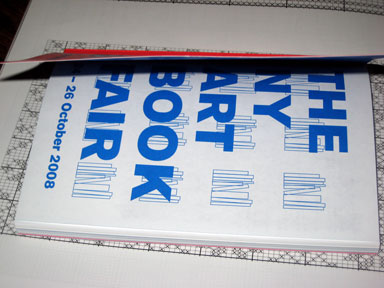 THE
NY
ART
BOOK
FAIR
– 26 October 2008